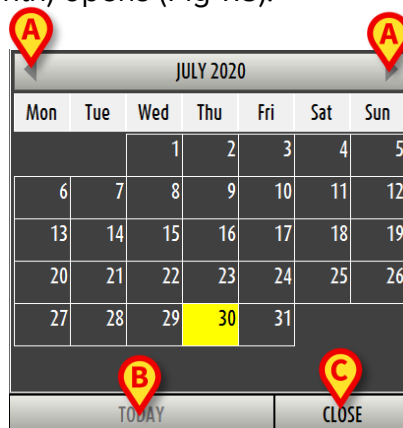 opens (Fig
A A
JULY 2020
Mon Tue Wed Thu Fri Sat Sun
1 2 3 4 5
6 7 8 9 10 11 12
13 14 15 16 17 18 19
20 21 22 23 24 25 26
27 28 29 30 31
B C
TODAY CLOSE